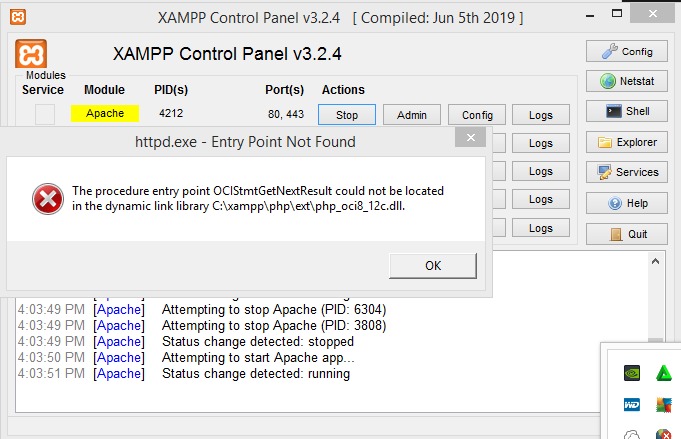 XAMPP Control Panel v3.2.4 [ Compiled: Jun 5th 2019 ]
XAMPP Control Panel v3.2.4
Config
Modules
Service Module PID(s) Port(s) Actions
Netstat
Apache 4212 80, 443 Stop Admin Config Logs
Shell
httpd.exe - Entry Point Not Found
Logs
Explorer
Logs
Services
The procedure entry point OCIStmtGetNextResult could not be located
in the dynamic link library C:\xampp\php\ext\php_oci8_12c.dll.
Logs
Help
Logs
Quit
OK
4:03:49 PM [Apache] Attempting to stop Apache (PID: 6304)
4:03:49 PM [Apache] Attempting to stop Apache (PID: 3808)
4:03:49 PM [Apache] Status change detected: stopped
4:03:50 PM [Apache] Attempting to start Apache app...
4:03:51 PM [Apache] Status change detected: running
WD